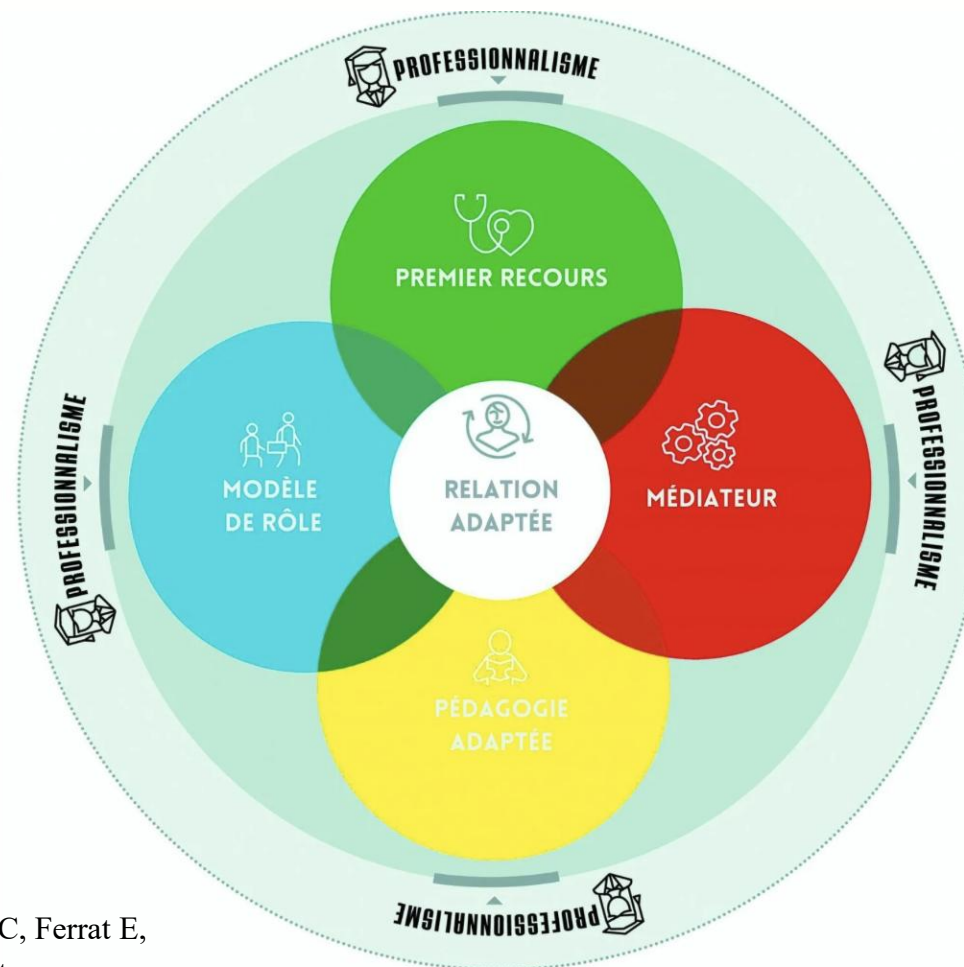 PROFESSIONNALISME
PREMIER RECOURS
PROFESSIONNALISME
PROFESSIONNALISME
MODÈLE
DE RÔLE
RELATION
ADAPTÉE
MÉDIATEUR
PÉDAGOGIE
ADAPTÉE
PROFESSIONNALISME
C, Ferrat E,